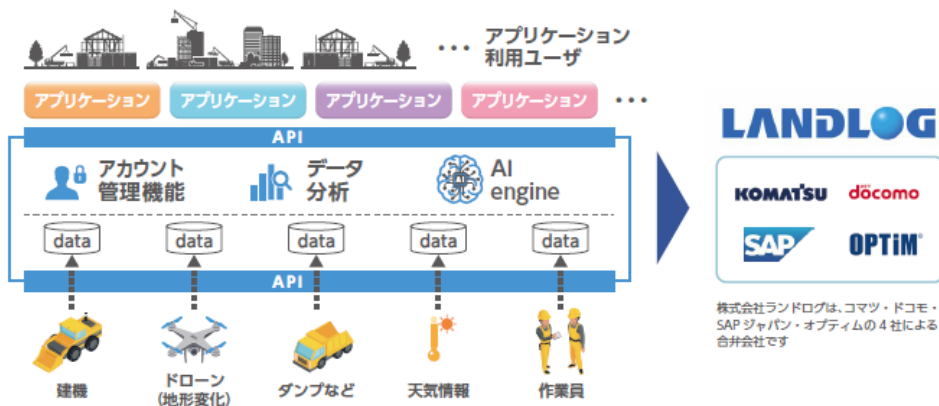 ・・・ アプリケーション
利用ユーザ
アプリケーション
アプリケーション
アプリケーション
アプリケーション
・・・
API
アカウント
管理機能
データ
分析
AI
engine
data
data
data
data
data
API
建機
ドローン
(地形変化)
ダンプなど
天気情報
作業員
LANDLOG
KOMATSU
NTT döcomo
SAP
OPTiM®
株式会社ランドログは、コマツ・ドコモ・
SAP ジャパン・オプティムの 4 社による
合弁会社です